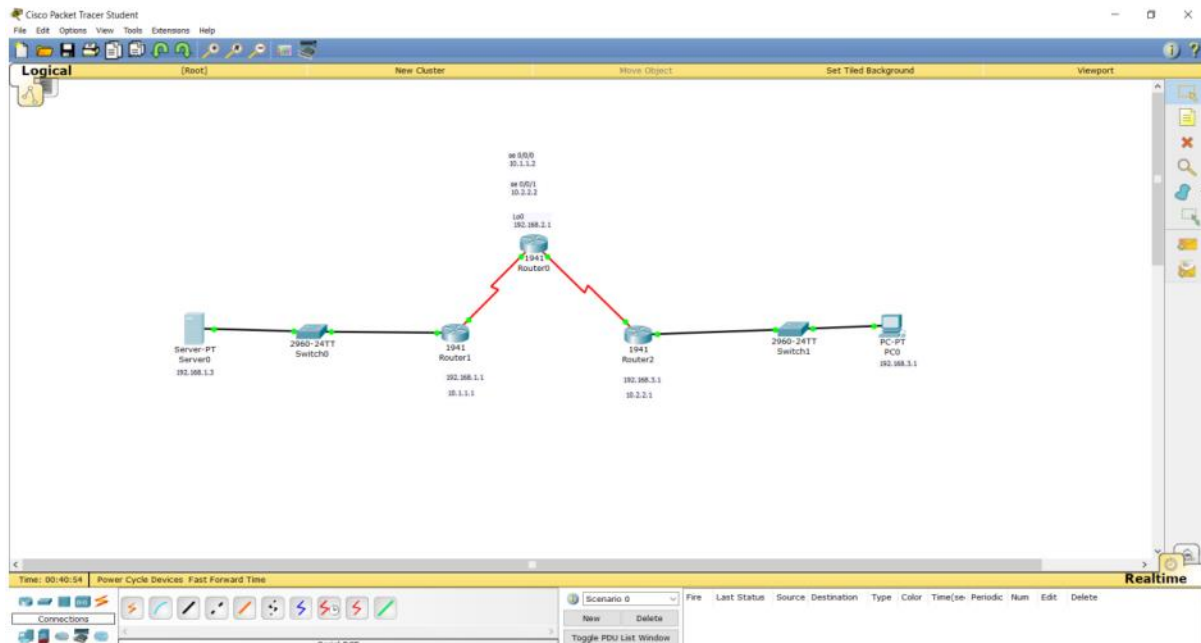 Cisco Packet Tracer Student
File Edit Options View Tools Extensions Help
Logical [Root] New Cluster Move Object Set Tiled Background Viewport
se 0/0/0
10.1.1.2
se 0/0/1
10.2.2.2
Lo0
192.168.2.1
1941
Router0
Server-PT
Server0
192.168.1.3
2960-24TT
Switch0
1941
Router1
192.168.1.1
10.1.1.1
1941
Router2
192.168.3.1
10.2.2.1
2960-24TT
Switch1
PC-PT
PC0
192.168.3.1
Time: 00:40:54 Power Cycle Devices Fast Forward Time Realtime
Connections
Scenario 0
New Delete
Toggle PDU List Window
Fire Last Status Source Destination Type Color Time(se Periodic Num Edit Delete